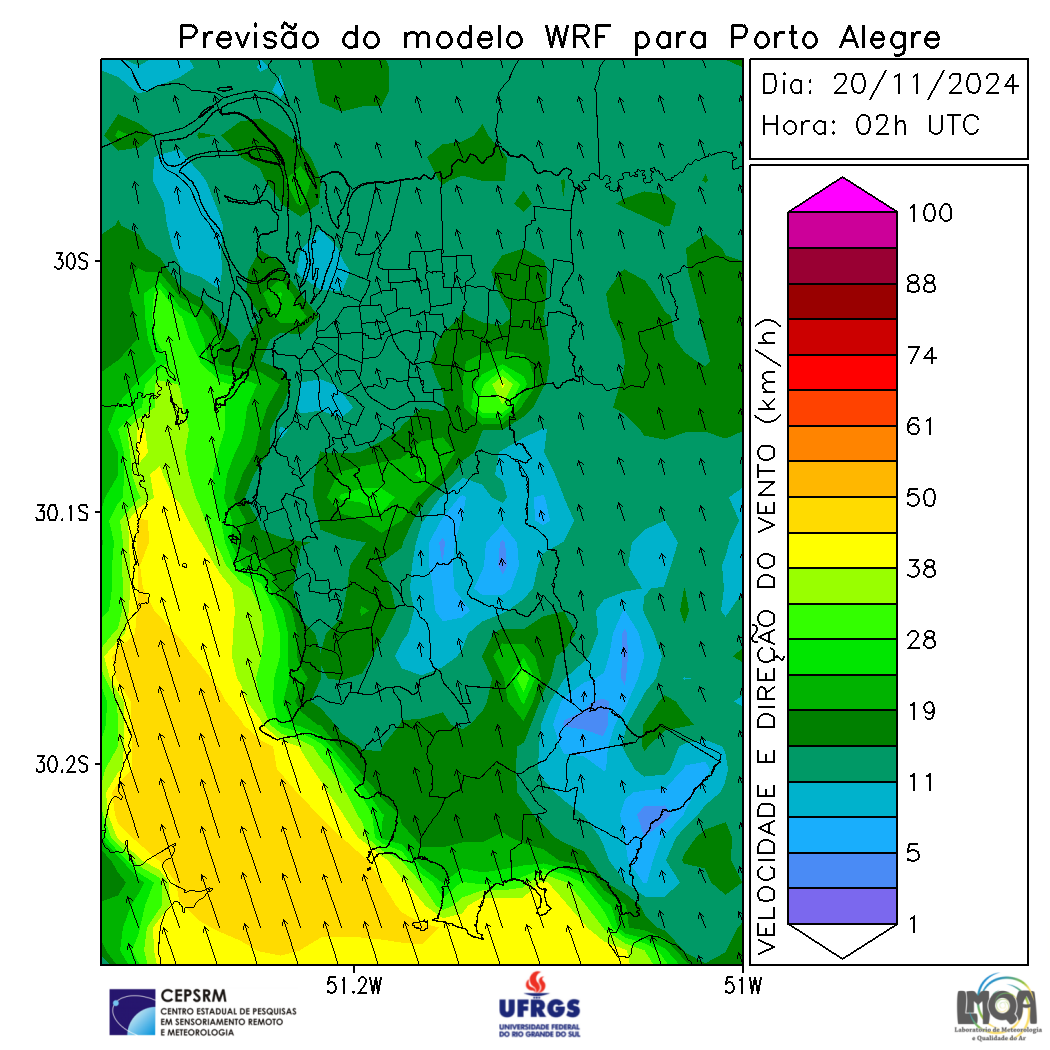 Previsão do modelo WRF para Porto Alegre
Dia: 20/11/2024
Hora: 02h UTC
30S
30.1S
30.2S
51.2W
51W
VELOCIDADE E DIREÇÃO DO VENTO (km/h)
100
88
74
61
50
38
28
19
11
5
1
CEPSRM
CENTRO ESTADUAL DE PESQUISAS
EM SENSORIAMENTO REMOTO
E METEOROLOGIA
UFRGS
UNIVERSIDADE FEDERAL
DO RIO GRANDE DO SUL
LMQA
Laboratório de Meteorologia
e Qualidade do Ar